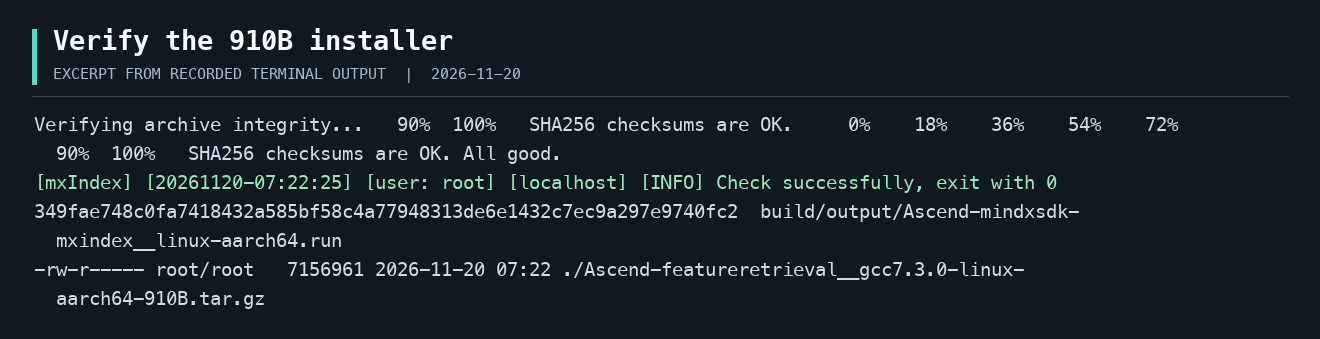 Verify the 910B installer
EXCERPT FROM RECORDED TERMINAL OUTPUT | 2026-11-20
Verifying archive integrity...   90%  100%   SHA256 checksums are OK.     0%    18%    36%    54%    72%
  90%  100%   SHA256 checksums are OK. All good.
[mxIndex] [20261120-07:22:25] [user: root] [localhost] [INFO] Check successfully, exit with 0
349fae748c0fa7418432a585bf58c4a77948313de6e1432c7ec9a297e9740fc2  build/output/Ascend-mindxsdk-
  mxindex__linux-aarch64.run
-rw-r----- root/root   7156961 2026-11-20 07:22 ./Ascend-featureretrieval__gcc7.3.0-linux-
  aarch64-910B.tar.gz